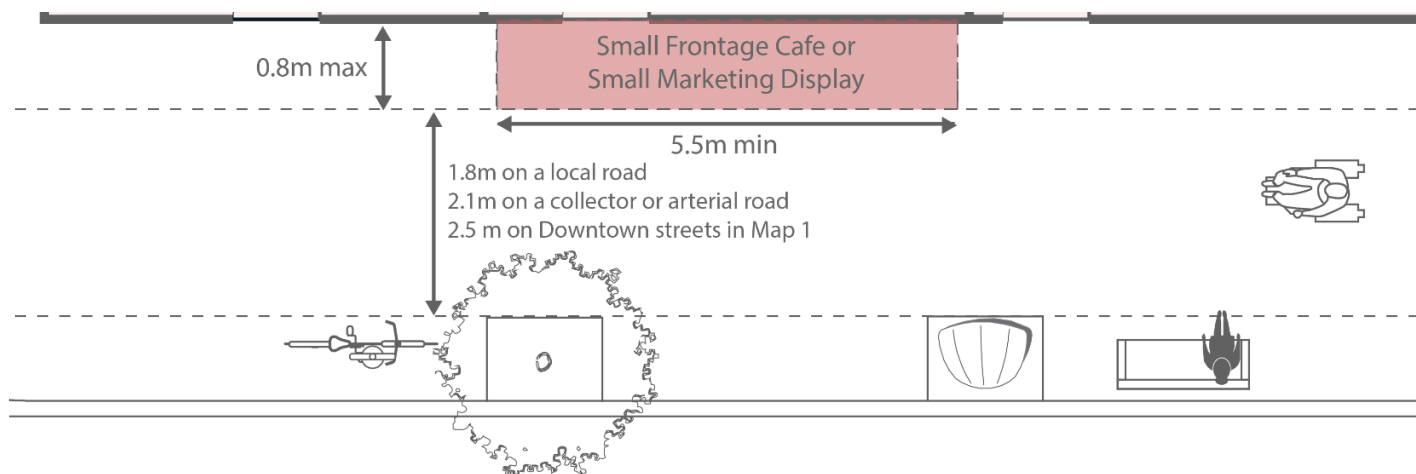 Small Frontage Cafe or
Small Marketing Display
0.8m max
5.5m min
1.8m on a local road
2.1m on a collector or arterial road
2.5 m on Downtown streets in Map 1